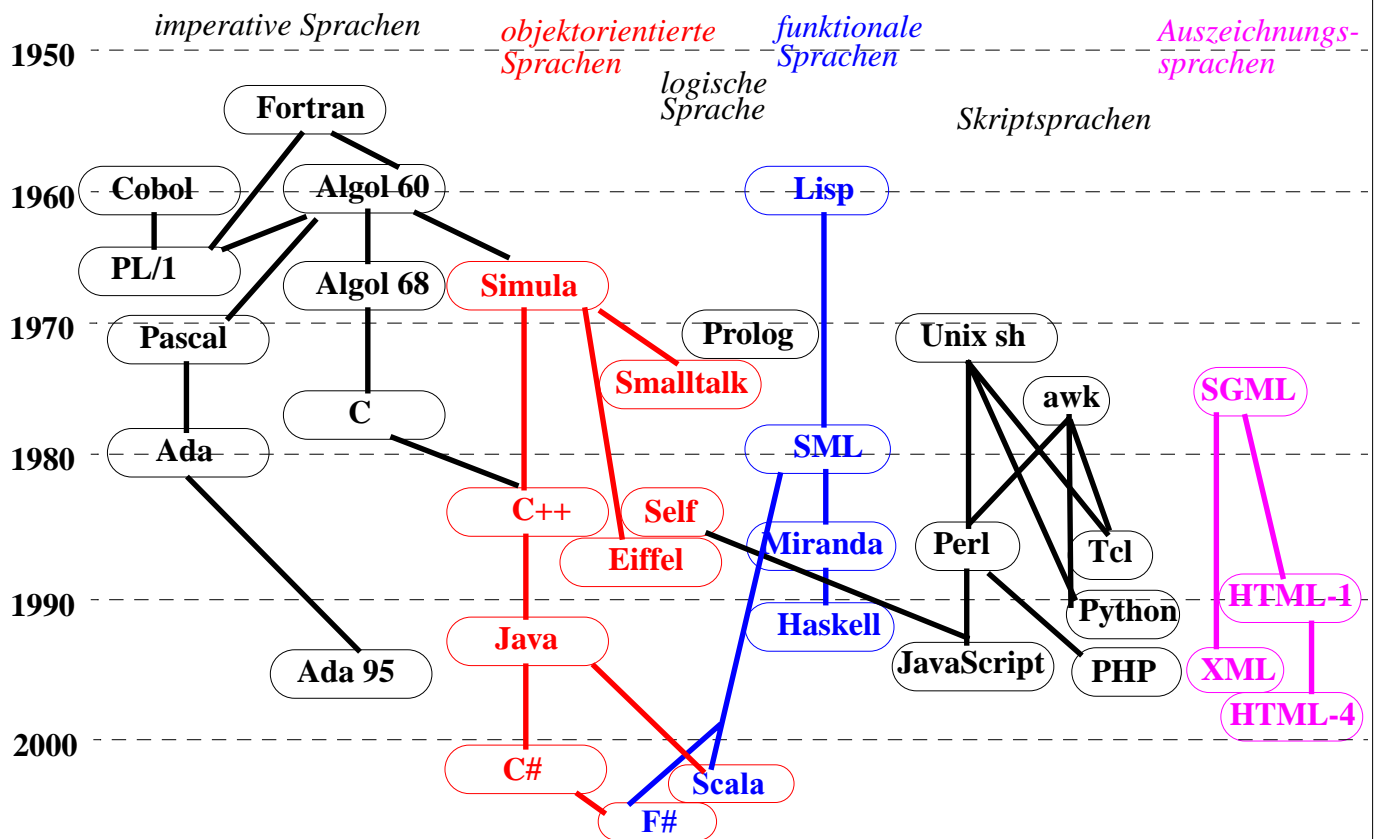 imperative Sprachen
objektorientierte
Sprachen
funktionale
Sprachen
Auszeichnungs-
sprachen
logische
Sprache
Skriptsprachen
1950
Fortran
Cobol
Algol 60
Lisp
1960
PL/1
Algol 68
Simula
1970
Pascal
Prolog
Unix sh
Smalltalk
awk
SGML
C
1980
Ada
SML
C++
Self
Eiffel
Miranda
Perl
Tcl
1990
HTML-1
Python
Java
Haskell
Ada 95
JavaScript
PHP
XML
HTML-4
2000
C#
Scala
F#